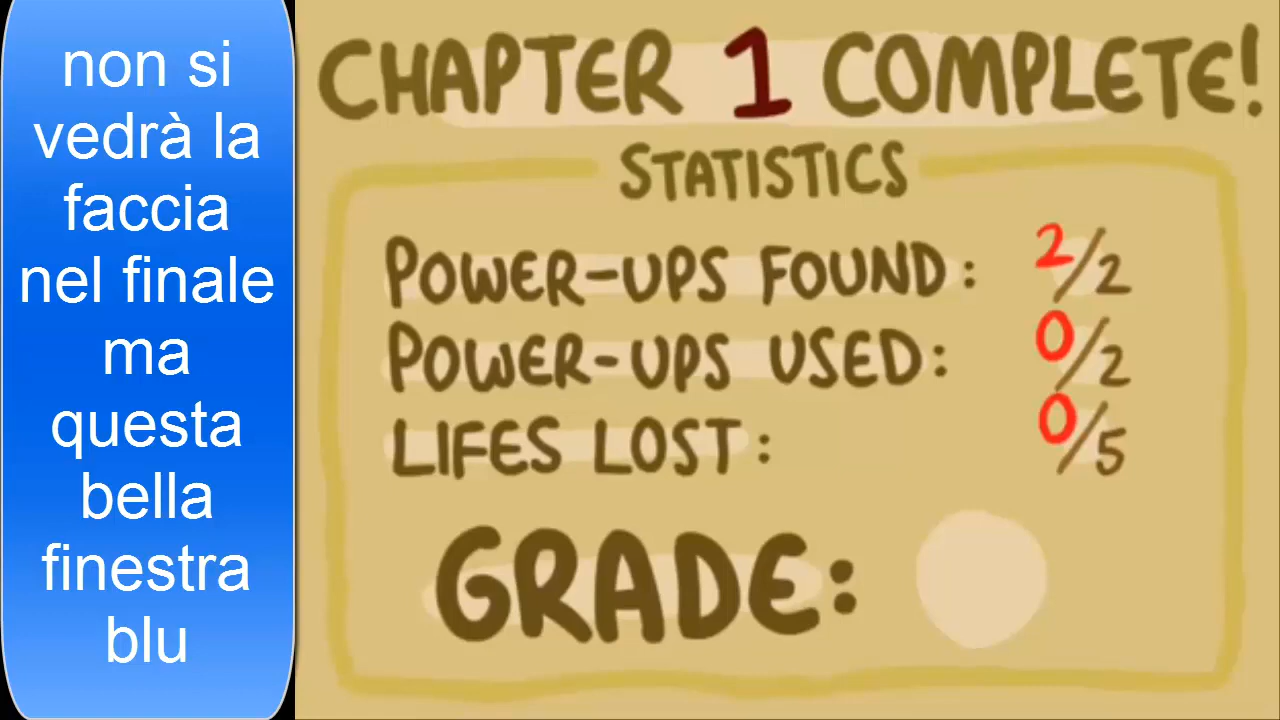 non si
vedrà la
faccia
nel finale
ma
questa
bella
finestra
blu
CHAPTER 1 COMPLETE!
STATISTICS
POWER-UPS FOUND: 2/2
POWER-UPS USED: 0/2
LIFES LOST: 0/5
GRADE: